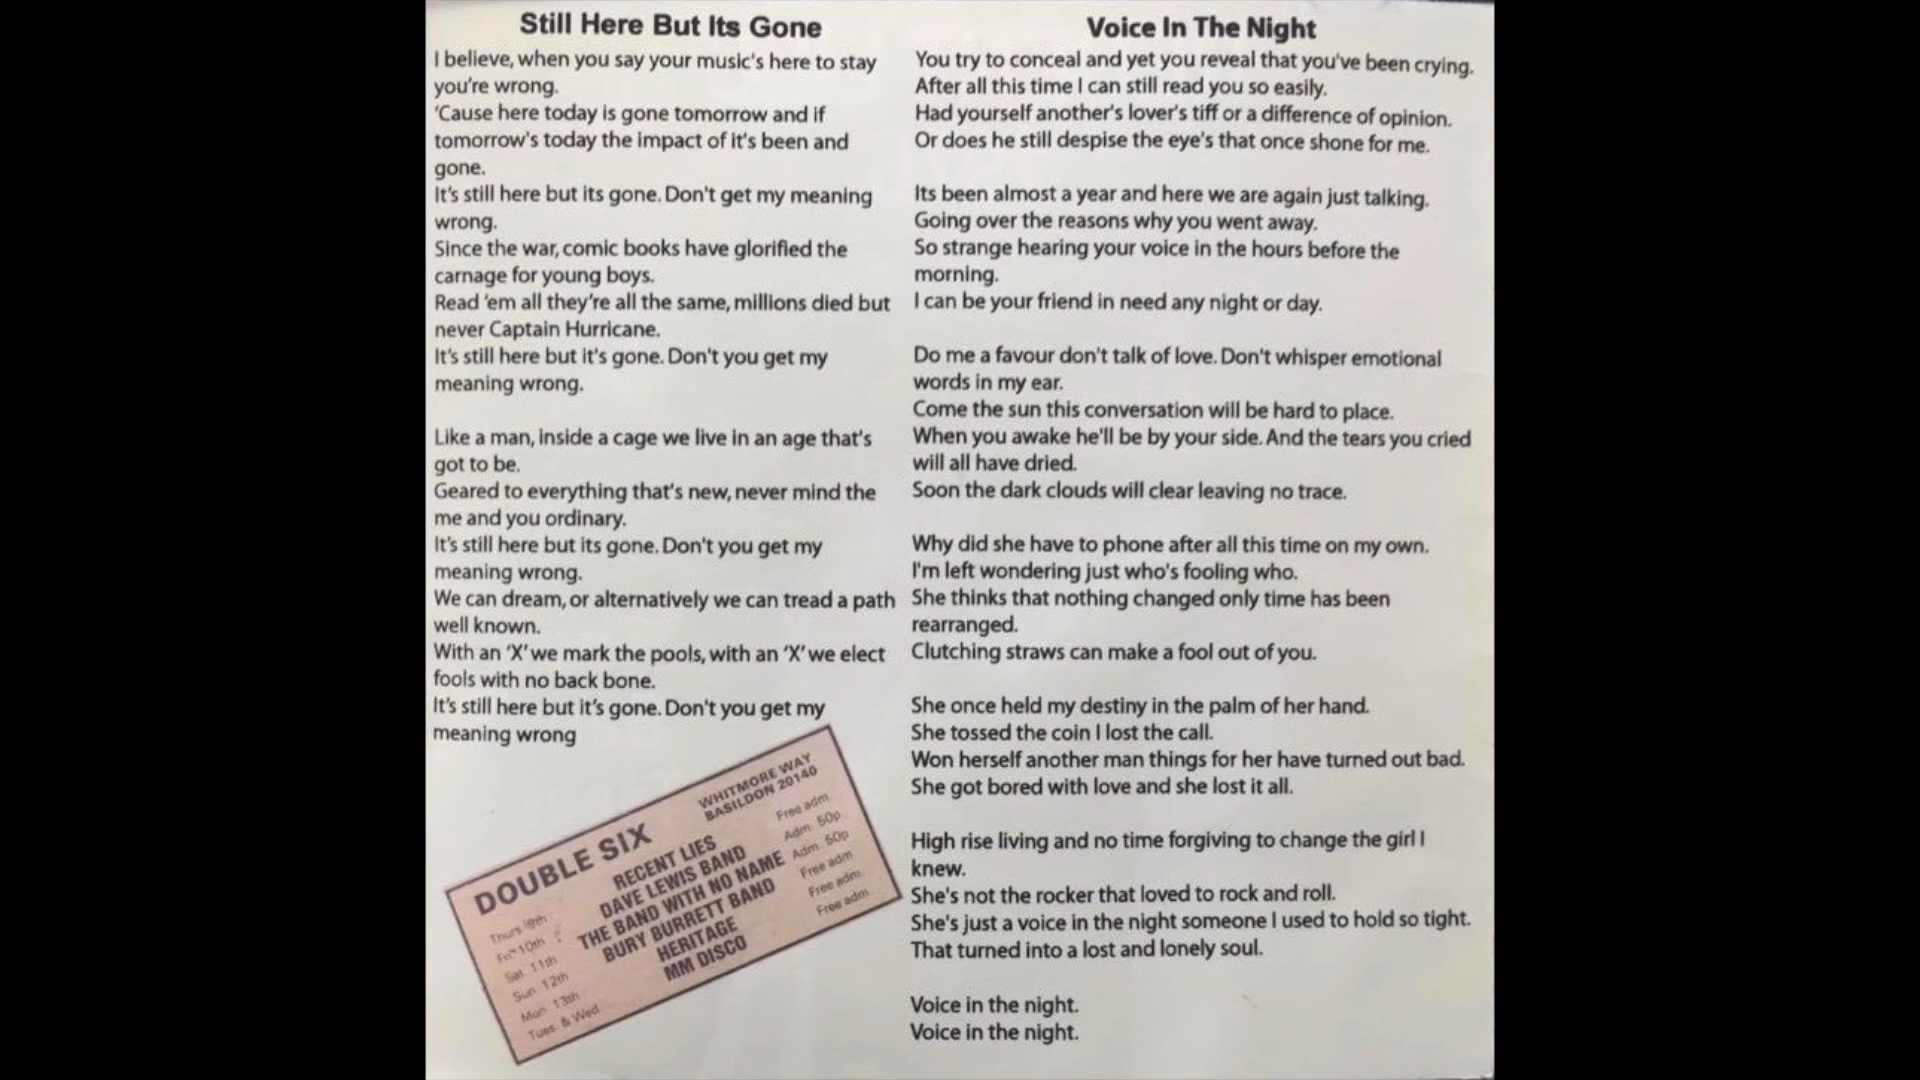 Still Here But Its Gone
I believe, when you say your music's here to stay
you're wrong.
‘Cause here today is gone tomorrow and if
tomorrow's today the impact of it's been and
gone.
It's still here but its gone. Don't get my meaning
wrong.
Since the war, comic books have glorified the
carnage for young boys.
Read ‘em all they're all the same, millions died but
never Captain Hurricane.
It's still here but it's gone. Don't you get my
meaning wrong.
Like a man, inside a cage we live in an age that's
got to be.
Geared to everything that's new, never mind the
me and you ordinary.
It's still here but its gone. Don't you get my
meaning wrong.
We can dream, or alternatively we can tread a path
well known.
With an ‘X’ we mark the pools, with an ‘X’ we elect
fools with no back bone.
It's still here but it's gone. Don't you get my
meaning wrong
DOUBLE SIX
WHITMORE WAY
BASILDON 20140
Thurs 9th RECENT LIES Free adm.
Fri 10th DAVE LEWIS BAND Adm. 50p
Sat. 11th THE BAND WITH NO NAME Adm. 50p
Sun. 12th BURY BURRETT BAND Free adm.
Mon. 13th HERITAGE Free adm.
Tues. & Wed. MM DISCO Free adm.
Voice In The Night
You try to conceal and yet you reveal that you've been crying.
After all this time I can still read you so easily.
Had yourself another's lover's tiff or a difference of opinion.
Or does he still despise the eye's that once shone for me.
Its been almost a year and here we are again just talking.
Going over the reasons why you went away.
So strange hearing your voice in the hours before the
morning.
I can be your friend in need any night or day.
Do me a favour don't talk of love. Don't whisper emotional
words in my ear.
Come the sun this conversation will be hard to place.
When you awake he'll be by your side. And the tears you cried
will all have dried.
Soon the dark clouds will clear leaving no trace.
Why did she have to phone after all this time on my own.
I'm left wondering just who's fooling who.
She thinks that nothing changed only time has been
rearranged.
Clutching straws can make a fool out of you.
She once held my destiny in the palm of her hand.
She tossed the coin I lost the call.
Won herself another man things for her have turned out bad.
She got bored with love and she lost it all.
High rise living and no time forgiving to change the girl I
knew.
She's not the rocker that loved to rock and roll.
She's just a voice in the night someone I used to hold so tight.
That turned into a lost and lonely soul.
Voice in the night.
Voice in the night.